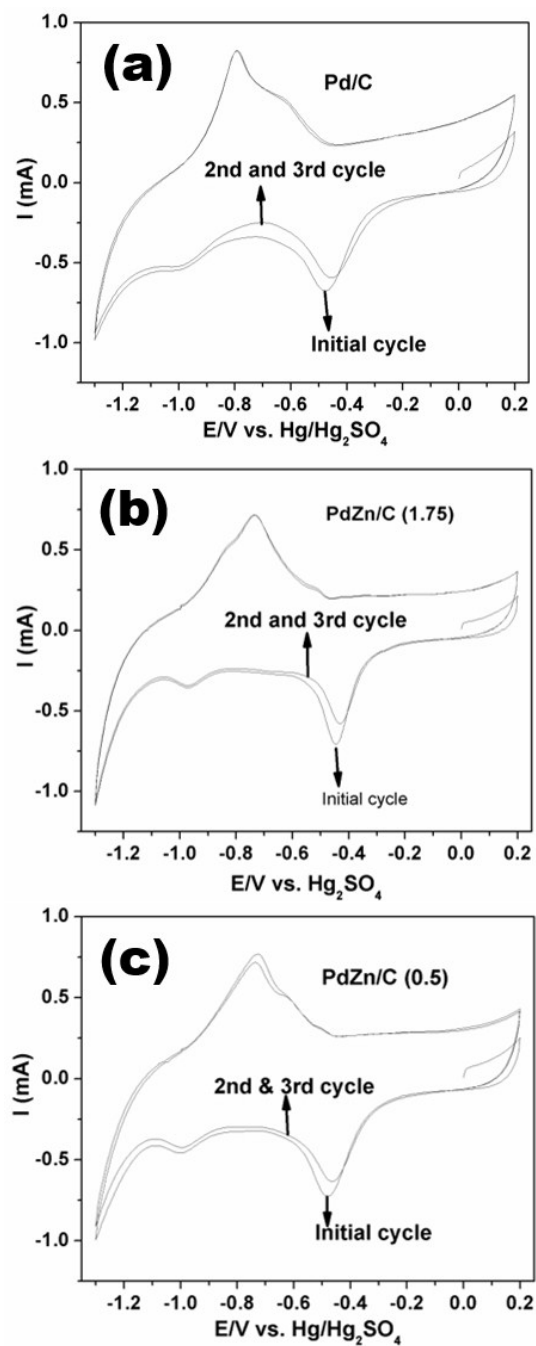 (a)
Pd/C
2nd and 3rd cycle
Initial cycle
I (mA)
1.0
0.5
0.0
-0.5
-1.0
-1.2 -1.0 -0.8 -0.6 -0.4 -0.2 0.0 0.2
E/V vs. Hg/Hg₂SO₄
(b)
PdZn/C (1.75)
2nd and 3rd cycle
Initial cycle
I (mA)
1.0
0.5
0.0
-0.5
-1.0
-1.2 -1.0 -0.8 -0.6 -0.4 -0.2 0.0 0.2
E/V vs. Hg₂SO₄
(c)
PdZn/C (0.5)
2nd & 3rd cycle
Initial cycle
I (mA)
1.0
0.5
0.0
-0.5
-1.0
-1.2 -1.0 -0.8 -0.6 -0.4 -0.2 0.0 0.2
E/V vs. Hg/Hg₂SO₄